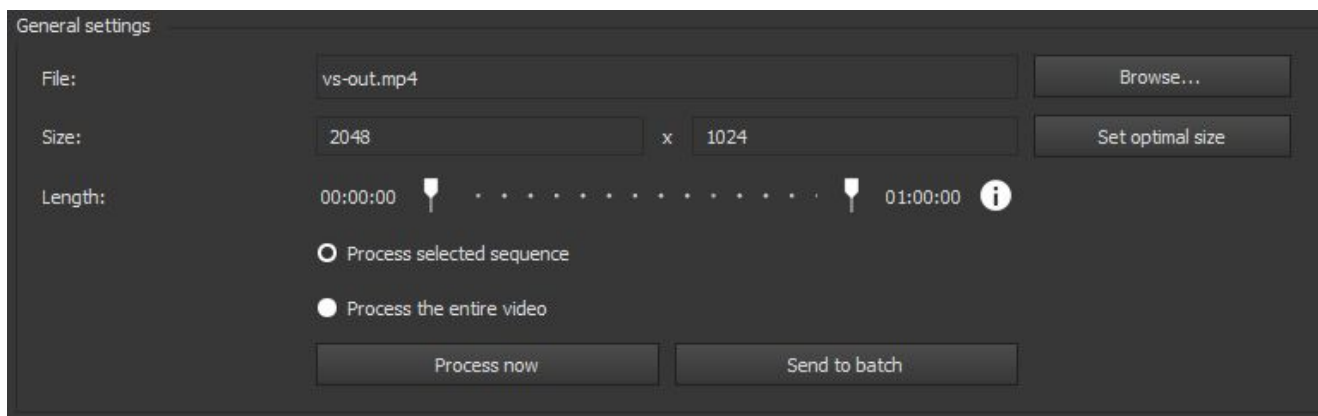 General settings
File: vs-out.mp4 Browse...
Size: 2048 x 1024 Set optimal size
Length: 00:00:00 01:00:00 i
Process selected sequence
Process the entire video
Process now Send to batch